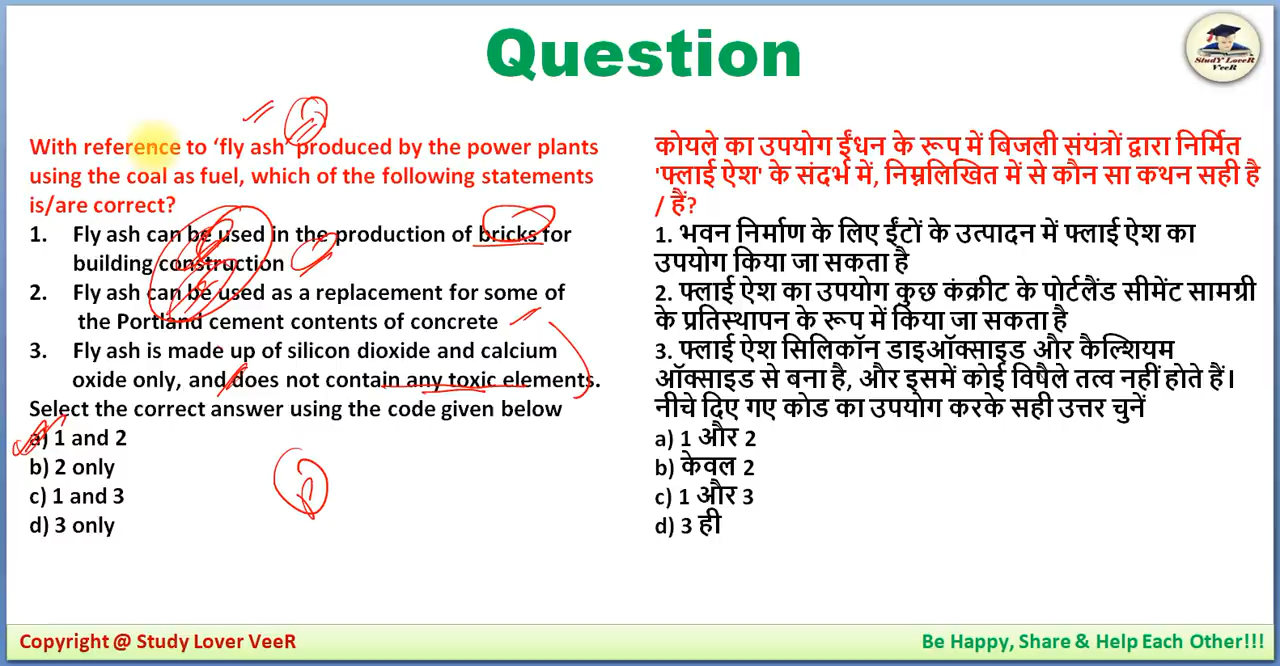 Question
StudY LoveR
VeeR
With reference to ‘fly ash’ produced by the power plants
using the coal as fuel, which of the following statements
is/are correct?
1. Fly ash can be used in the production of bricks for
building construction
2. Fly ash can be used as a replacement for some of
the Portland cement contents of concrete
3. Fly ash is made up of silicon dioxide and calcium
oxide only, and does not contain any toxic elements.
Select the correct answer using the code given below
a) 1 and 2
b) 2 only
c) 1 and 3
d) 3 only
कोयले का उपयोग ईंधन के रूप में बिजली संयंत्रों द्वारा निर्मित
'फ्लाई ऐश' के संदर्भ में, निम्नलिखित में से कौन सा कथन सही है
/ हैं?
1. भवन निर्माण के लिए ईंटों के उत्पादन में फ्लाई ऐश का
उपयोग किया जा सकता है
2. फ्लाई ऐश का उपयोग कुछ कंक्रीट के पोर्टलैंड सीमेंट सामग्री
के प्रतिस्थापन के रूप में किया जा सकता है
3. फ्लाई ऐश सिलिकॉन डाइऑक्साइड और कैल्शियम
ऑक्साइड से बना है, और इसमें कोई विषैले तत्व नहीं होते हैं।
नीचे दिए गए कोड का उपयोग करके सही उत्तर चुनें
a) 1 और 2
b) केवल 2
c) 1 और 3
d) 3 ही
Copyright @ Study Lover VeeR
Be Happy, Share & Help Each Other!!!